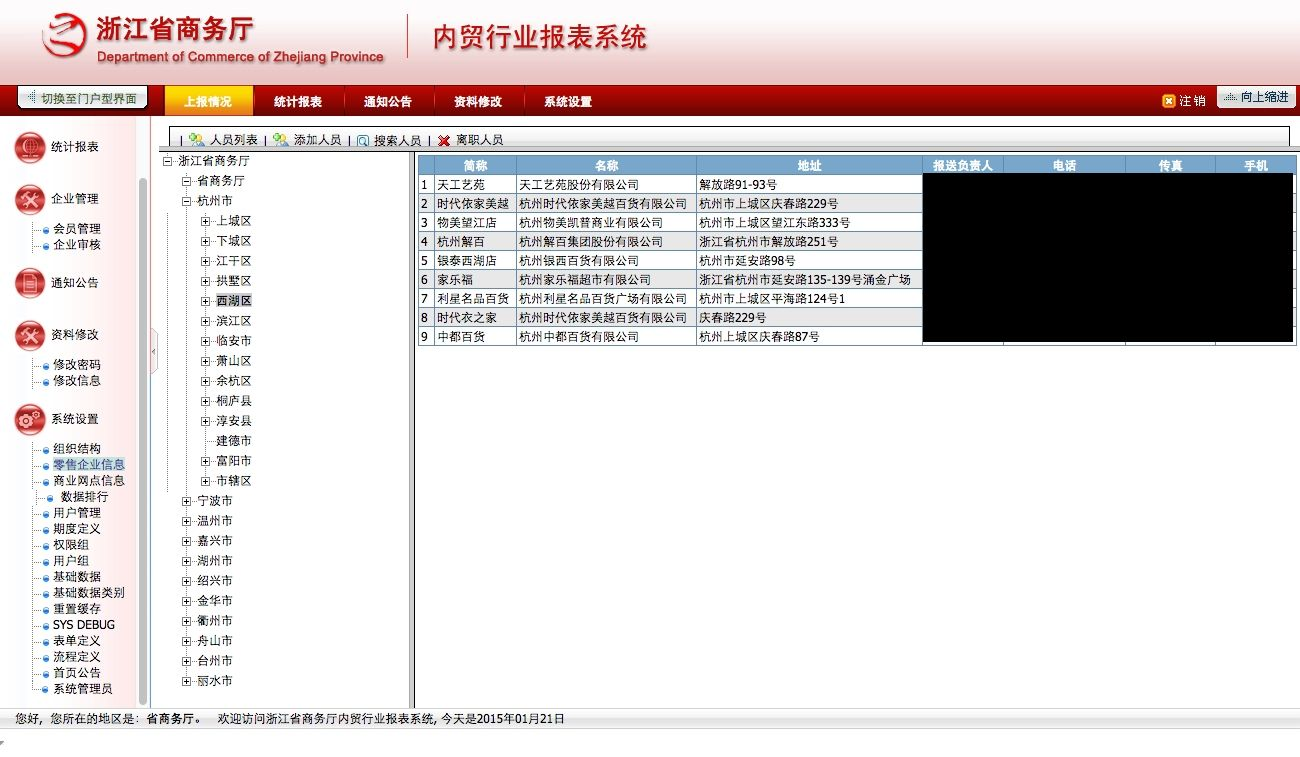 浙江省商务厅
Department of Commerce of Zhejiang Province
内贸行业报表系统
切换至门户型界面
上报情况 统计报表 通知公告 资料修改 系统设置
注销 向上缩进
统计报表
企业管理
会员管理
企业审核
通知公告
资料修改
修改密码
修改信息
系统设置
组织结构
零售企业信息
商业网点信息
数据排行
用户管理
期度定义
权限组
用户组
基础数据
基础数据类别
重置缓存
SYS DEBUG
表单定义
流程定义
首页公告
系统管理员
| 人员列表 | 添加人员 | 搜索人员 | 离职人员
浙江省商务厅
省商务厅
杭州市
上城区
下城区
江干区
拱墅区
西湖区
滨江区
临安市
萧山区
余杭区
桐庐县
淳安县
建德市
富阳市
市辖区
宁波市
温州市
嘉兴市
湖州市
绍兴市
金华市
衢州市
舟山市
台州市
丽水市
简称 名称 地址 报送负责人 电话 传真 手机
1 天工艺苑 天工艺苑股份有限公司 解放路91-93号
2 时代依家美越 杭州时代依家美越百货有限公司 杭州市上城区庆春路229号
3 物美望江店 杭州物美凯普商业有限公司 杭州市上城区望江东路333号
4 杭州解百 杭州解百集团股份有限公司 浙江省杭州市解放路251号
5 银泰西湖店 杭州银西百货有限公司 杭州市延安路98号
6 家乐福 杭州家乐福超市有限公司 浙江省杭州市延安路135-139号涌金广场
7 利星名品百货 杭州利星名品百货广场有限公司 杭州市上城区平海路124号1
8 时代衣之家 杭州时代依家美越百货有限公司 庆春路229号
9 中都百货 杭州中都百货有限公司 杭州上城区庆春路87号
您好, 您所在的地区是: 省商务厅。 欢迎访问浙江省商务厅内贸行业报表系统, 今天是2015年01月21日